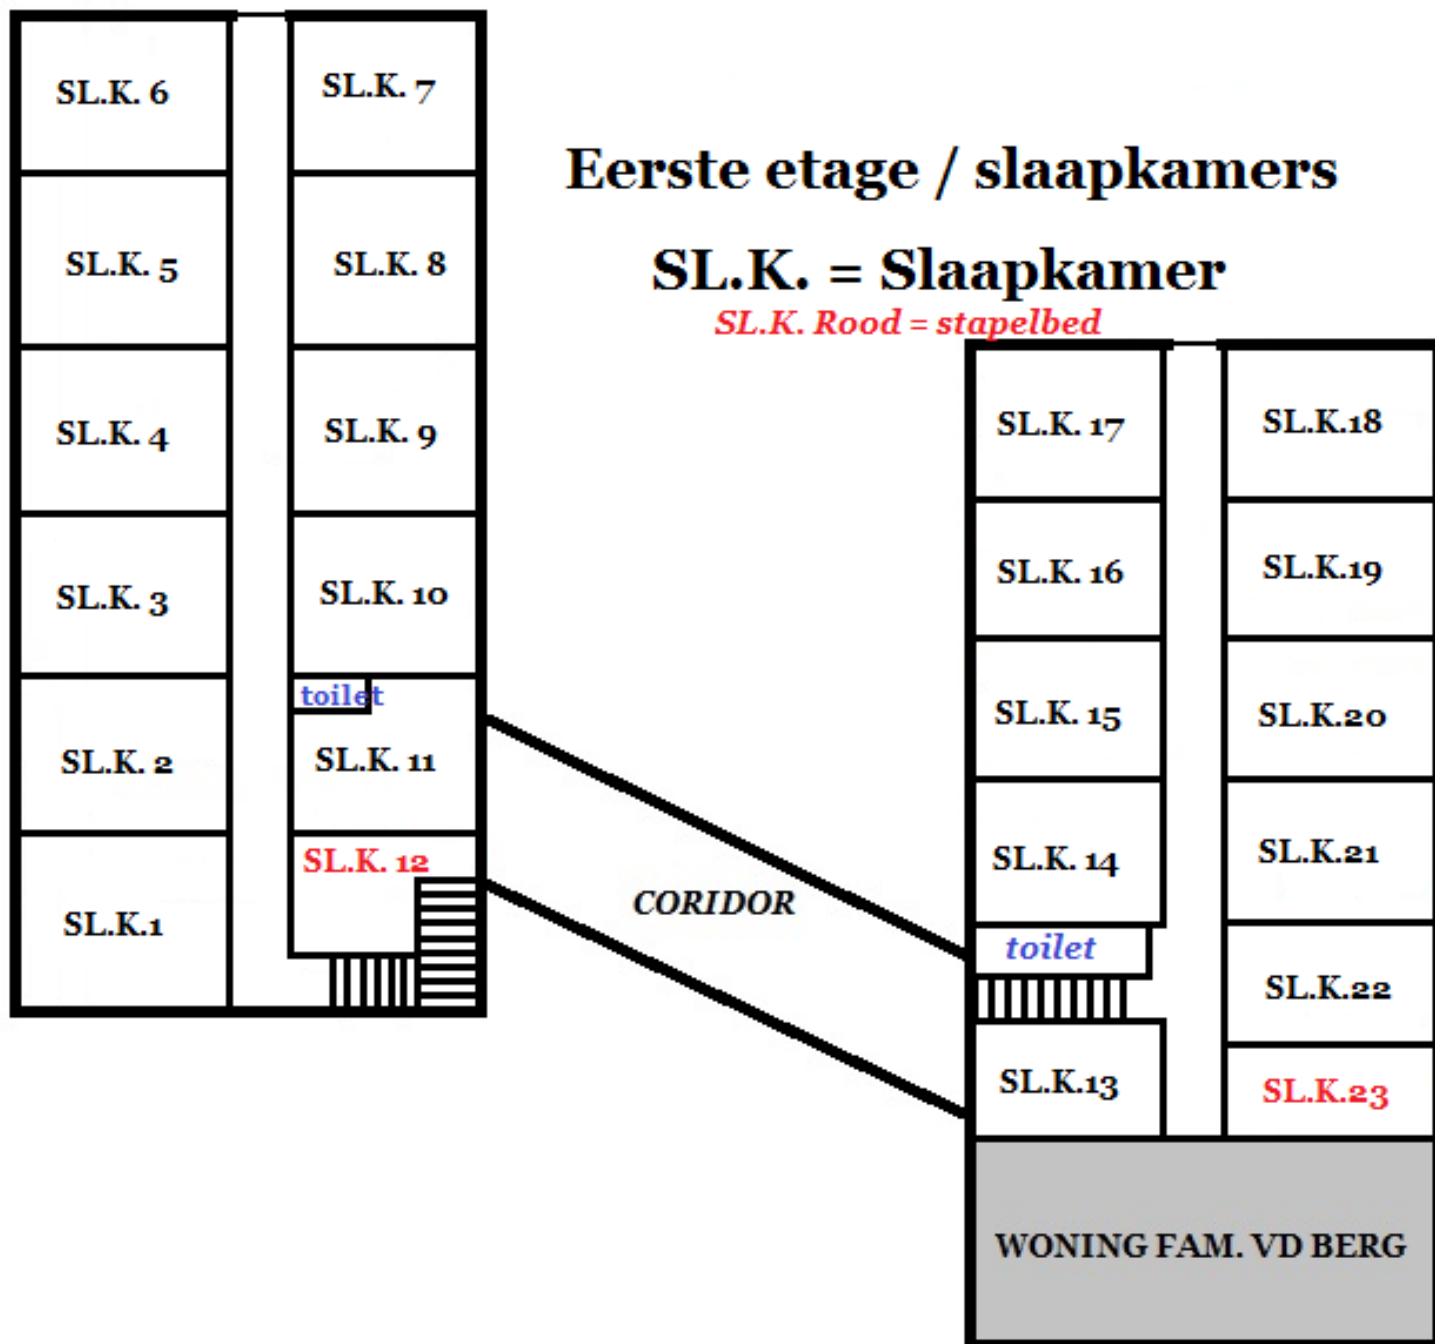 SL.K. 6
SL.K. 7
Eerste etage / slaapkamers
SL.K. = Slaapkamer
SL.K. Rood = stapelbed
SL.K. 5
SL.K. 8
SL.K. 4
SL.K. 9
SL.K. 3
SL.K. 10
toilet
SL.K. 2
SL.K. 11
SL.K. 12
SL.K.1
CORIDOR
SL.K. 17
SL.K.18
SL.K. 16
SL.K.19
SL.K. 15
SL.K.20
SL.K. 14
SL.K.21
toilet
SL.K.22
SL.K.13
SL.K.23
WONING FAM. VD BERG